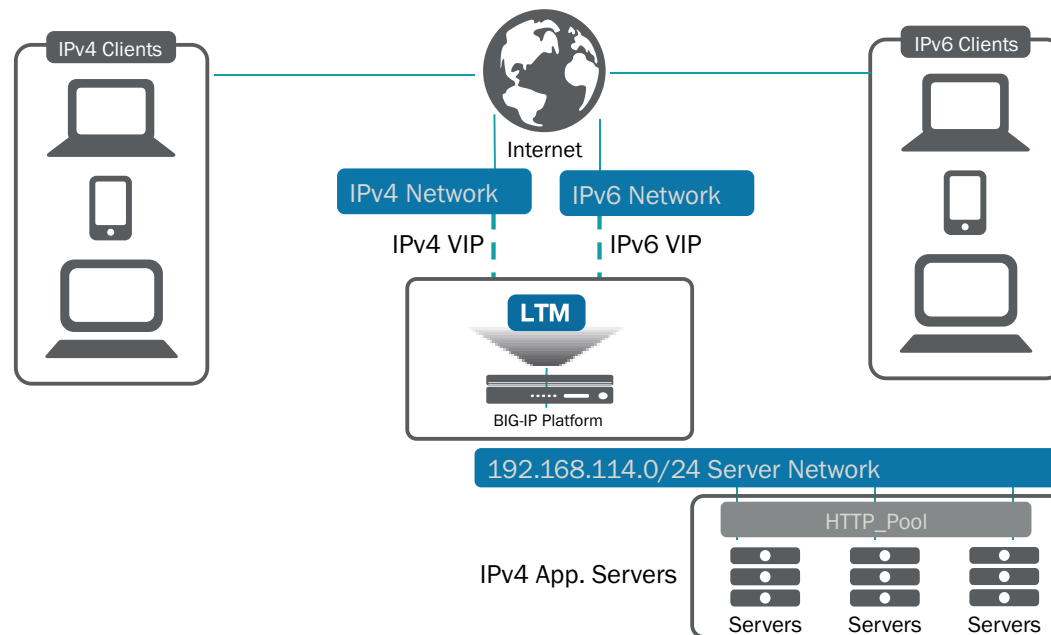 IPv4 Clients
IPv6 Clients
Internet
IPv4 Network
IPv6 Network
IPv4 VIP
IPv6 VIP
LTM
BIG-IP Platform
192.168.114.0/24 Server Network
HTTP_Pool
IPv4 App. Servers
Servers
Servers
Servers